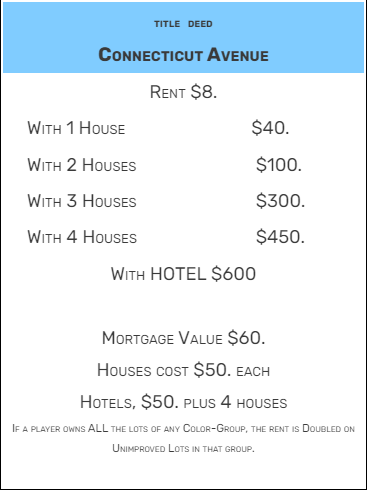 TITLE DEED
Connecticut Avenue
Rent $8.
With 1 House $40.
With 2 Houses $100.
With 3 Houses $300.
With 4 Houses $450.
With HOTEL $600
Mortgage Value $60.
Houses cost $50. each
Hotels, $50. plus 4 houses
If a player owns ALL the lots of any Color-Group, the rent is Doubled on
Unimproved Lots in that group.